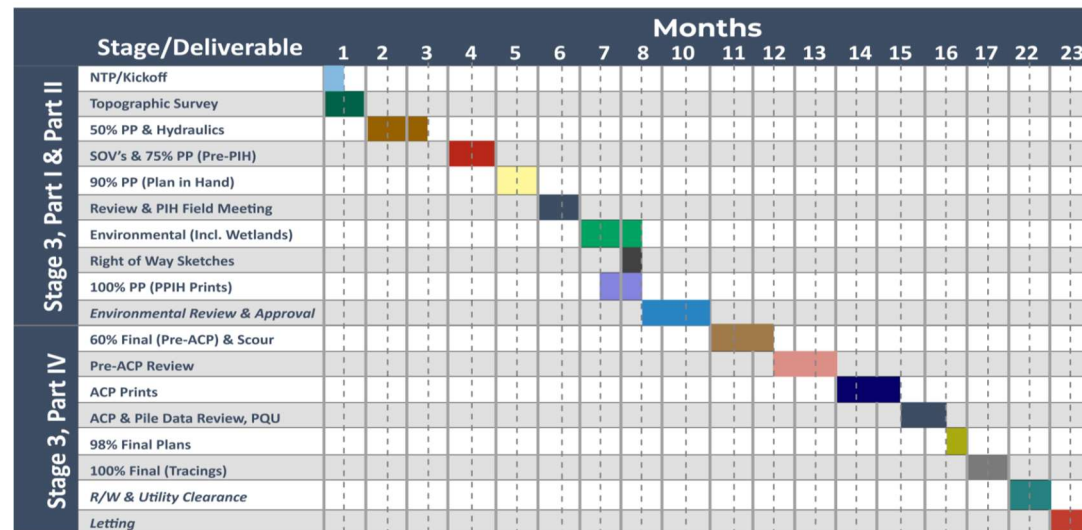 Months
Stage/Deliverable
1 2 3 4 5 6 7 8 10 11 12 13 14 15 16 17 22 23
Stage 3, Part I & Part II
NTP/Kickoff
Topographic Survey
50% PP & Hydraulics
SOV's & 75% PP (Pre-PIH)
90% PP (Plan in Hand)
Review & PIH Field Meeting
Environmental (Incl. Wetlands)
Right of Way Sketches
100% PP (PPIH Prints)
Environmental Review & Approval
Stage 3, Part IV
60% Final (Pre-ACP) & Scour
Pre-ACP Review
ACP Prints
ACP & Pile Data Review, PQU
98% Final Plans
100% Final (Tracings)
R/W & Utility Clearance
Letting